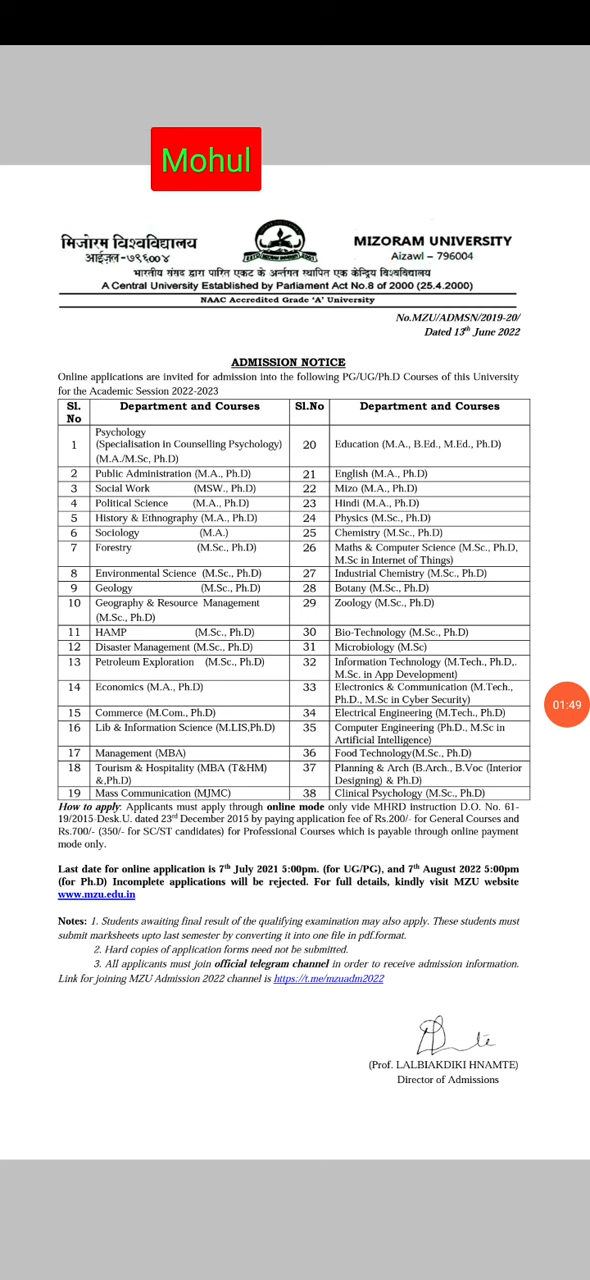 Mohul
मिजोरम विश्वविद्यालय
आईज़ल-७९६००४
MIZORAM UNIVERSITY
Aizawl – 796004
भारतीय संसद द्वारा पारित एकट के अर्न्तगत स्थापित एक केन्द्रिय विश्वविद्यालय
A Central University Established by Parliament Act No.8 of 2000 (25.4.2000)
NAAC Accredited Grade 'A' University
No.MZU/ADMSN/2019-20/
Dated 13th June 2022
ADMISSION NOTICE
Online applications are invited for admission into the following PG/UG/Ph.D Courses of this University
for the Academic Session 2022-2023
Sl. No Department and Courses Sl.No Department and Courses
1 Psychology (Specialisation in Counselling Psychology) (M.A./M.Sc, Ph.D) 20 Education (M.A., B.Ed., M.Ed., Ph.D)
2 Public Administration (M.A., Ph.D) 21 English (M.A., Ph.D)
3 Social Work (MSW., Ph.D) 22 Mizo (M.A., Ph.D)
4 Political Science (M.A., Ph.D) 23 Hindi (M.A., Ph.D)
5 History & Ethnography (M.A., Ph.D) 24 Physics (M.Sc., Ph.D)
6 Sociology (M.A.) 25 Chemistry (M.Sc., Ph.D)
7 Forestry (M.Sc., Ph.D) 26 Maths & Computer Science (M.Sc., Ph.D, M.Sc in Internet of Things)
8 Environmental Science (M.Sc., Ph.D) 27 Industrial Chemistry (M.Sc., Ph.D)
9 Geology (M.Sc., Ph.D) 28 Botany (M.Sc., Ph.D)
10 Geography & Resource Management (M.Sc., Ph.D) 29 Zoology (M.Sc., Ph.D)
11 HAMP (M.Sc., Ph.D) 30 Bio-Technology (M.Sc., Ph.D)
12 Disaster Management (M.Sc., Ph.D) 31 Microbiology (M.Sc)
13 Petroleum Exploration (M.Sc., Ph.D) 32 Information Technology (M.Tech., Ph.D,. M.Sc. in App Development)
14 Economics (M.A., Ph.D) 33 Electronics & Communication (M.Tech., Ph.D., M.Sc in Cyber Security)
15 Commerce (M.Com., Ph.D) 34 Electrical Engineering (M.Tech., Ph.D)
16 Lib & Information Science (M.LIS,Ph.D) 35 Computer Engineering (Ph.D., M.Sc in Artificial Intelligence)
17 Management (MBA) 36 Food Technology(M.Sc., Ph.D)
18 Tourism & Hospitality (MBA (T&HM) &,Ph.D) 37 Planning & Arch (B.Arch., B.Voc (Interior Designing) & Ph.D)
19 Mass Communication (MJMC) 38 Clinical Psychology (M.Sc., Ph.D)
01:49
How to apply: Applicants must apply through online mode only vide MHRD Instruction D.O. No. 61-
19/2015-Desk.U. dated 23rd December 2015 by paying application fee of Rs.200/- for General Courses and
Rs.700/- (350/- for SC/ST candidates) for Professional Courses which is payable through online payment
mode only.
Last date for online application is 7th July 2021 5:00pm. (for UG/PG), and 7th August 2022 5:00pm
(for Ph.D) Incomplete applications will be rejected. For full details, kindly visit MZU website
www.mzu.edu.in
Notes: 1. Students awaiting final result of the qualifying examination may also apply. These students must
submit marksheets upto last semester by converting it into one file in pdf.format.
2. Hard copies of application forms need not be submitted.
3. All applicants must join official telegram channel in order to receive admission information.
Link for joining MZU Admission 2022 channel is https://t.me/mzuadm2022
(Prof. LALBIAKDIKI HNAMTE)
Director of Admissions